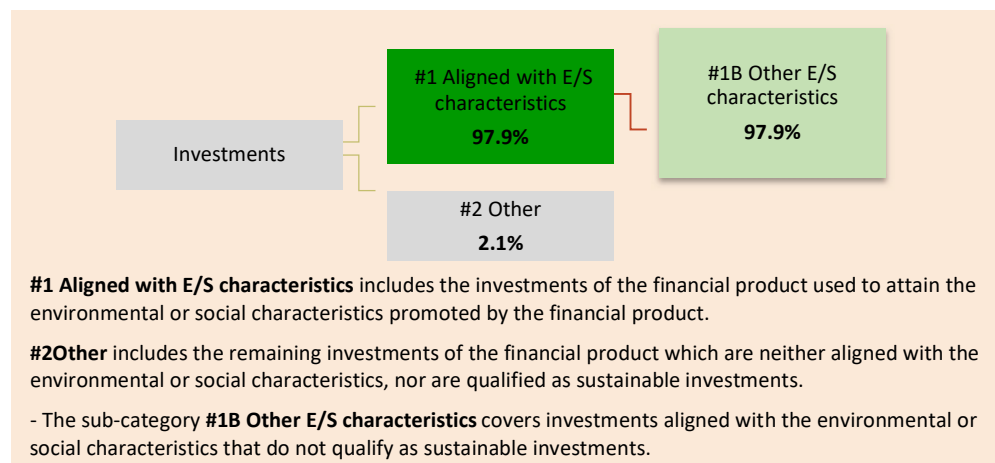 #1 Aligned with E/S
characteristics
97.9%
#1B Other E/S
characteristics
97.9%
Investments
#2 Other
2.1%
#1 Aligned with E/S characteristics includes the investments of the financial product used to attain the
environmental or social characteristics promoted by the financial product.
#2Other includes the remaining investments of the financial product which are neither aligned with the
environmental or social characteristics, nor are qualified as sustainable investments.
- The sub-category #1B Other E/S characteristics covers investments aligned with the environmental or
social characteristics that do not qualify as sustainable investments.